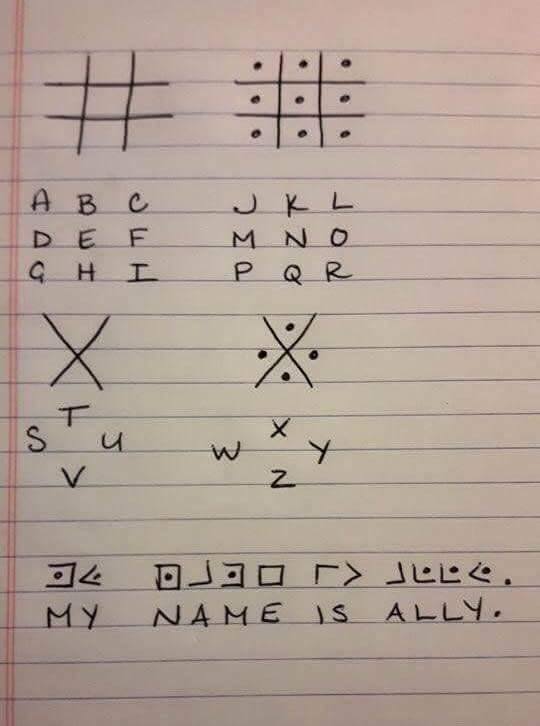 A B C J K L
D E F M N O
G H I P Q R
T X
S U W Y
V Z
MY NAME IS ALLY.